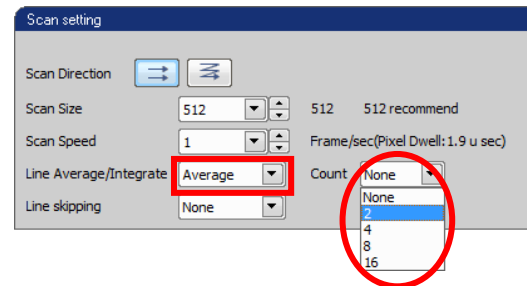 Scan setting
Scan Direction
Scan Size 512 512 512 recommend
Scan Speed 1 Frame/sec(Pixel Dwell:1.9 u sec)
Line Average/Integrate Average Count None
Line skipping None
None
2
4
8
16